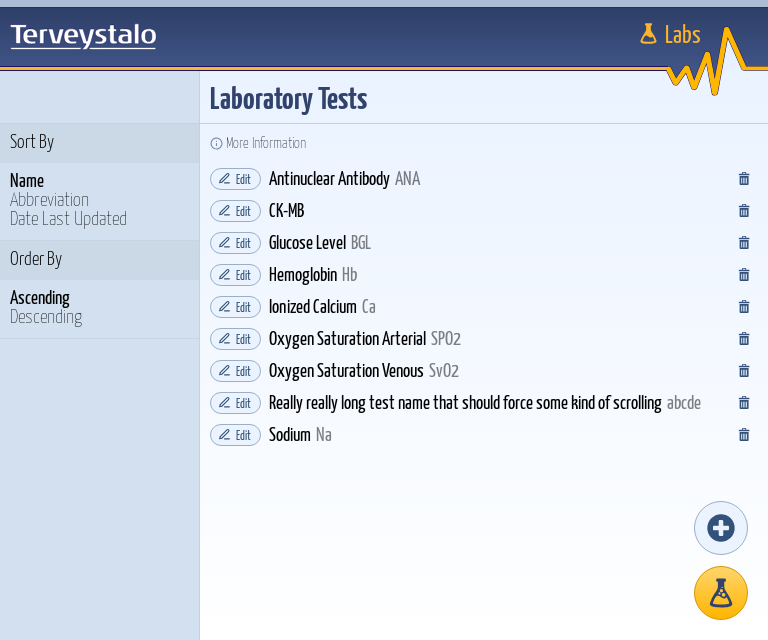 Terveystalo
Labs
Laboratory Tests
Sort By
Name
Abbreviation
Date Last Updated
Order By
Ascending
Descending
More Information
Edit Antinuclear Antibody ANA
Edit CK-MB
Edit Glucose Level BGL
Edit Hemoglobin Hb
Edit Ionized Calcium Ca
Edit Oxygen Saturation Arterial SPO2
Edit Oxygen Saturation Venous SvO2
Edit Really really long test name that should force some kind of scrolling abcde
Edit Sodium Na